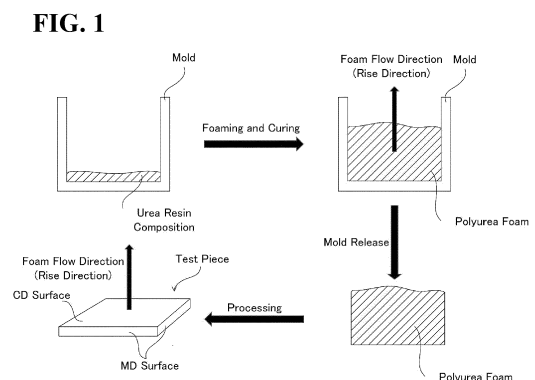 FIG. 1
Mold
Foaming and Curing
Foam Flow Direction
(Rise Direction)
Mold
Urea Resin
Composition
Polyurea Foam
Mold Release
Foam Flow Direction
(Rise Direction)
Test Piece
CD Surface
Processing
MD Surface
Polyurea Foam